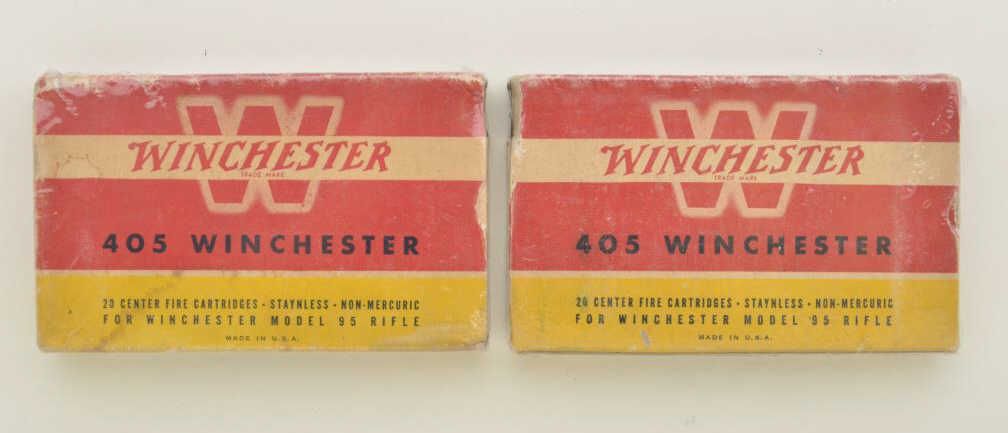 W
WINCHESTER
TRADE MARK
405 WINCHESTER
20 CENTER FIRE CARTRIDGES - STAYNLESS - NON-MERCURIC
FOR WINCHESTER MODEL '95 RIFLE
MADE IN U.S.A.
W
WINCHESTER
TRADE MARK
405 WINCHESTER
20 CENTER FIRE CARTRIDGES - STAYNLESS - NON-MERCURIC
FOR WINCHESTER MODEL '95 RIFLE
MADE IN U.S.A.